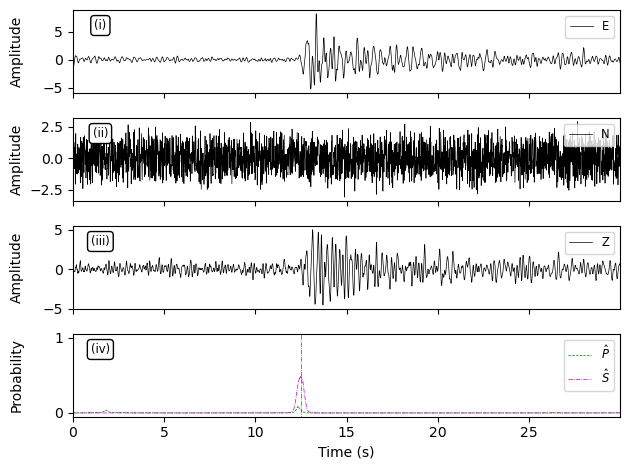 (i)
E
Amplitude
5
0
−5
(ii)
N
Amplitude
2.5
0.0
−2.5
(iii)
Z
Amplitude
5
0
−5
(iv)
P̂
Ŝ
Probability
1
0
0 5 10 15 20 25
Time (s)